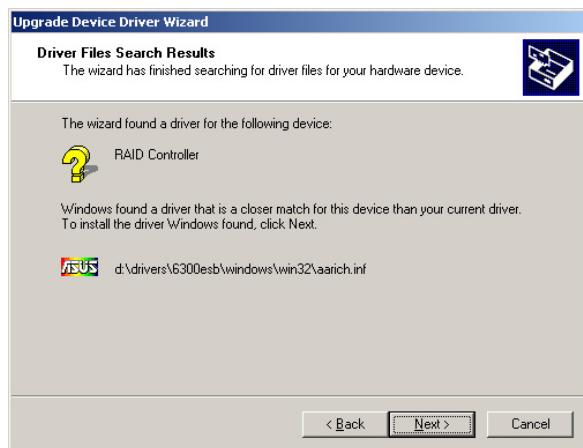 Upgrade Device Driver Wizard
Driver Files Search Results
The wizard has finished searching for driver files for your hardware device.
The wizard found a driver for the following device:
RAID Controller
Windows found a driver that is a closer match for this device than your current driver.
To install the driver Windows found, click Next.
ASUS d:\drivers\6300esb\windows\win32\aarich.inf
< Back Next > Cancel